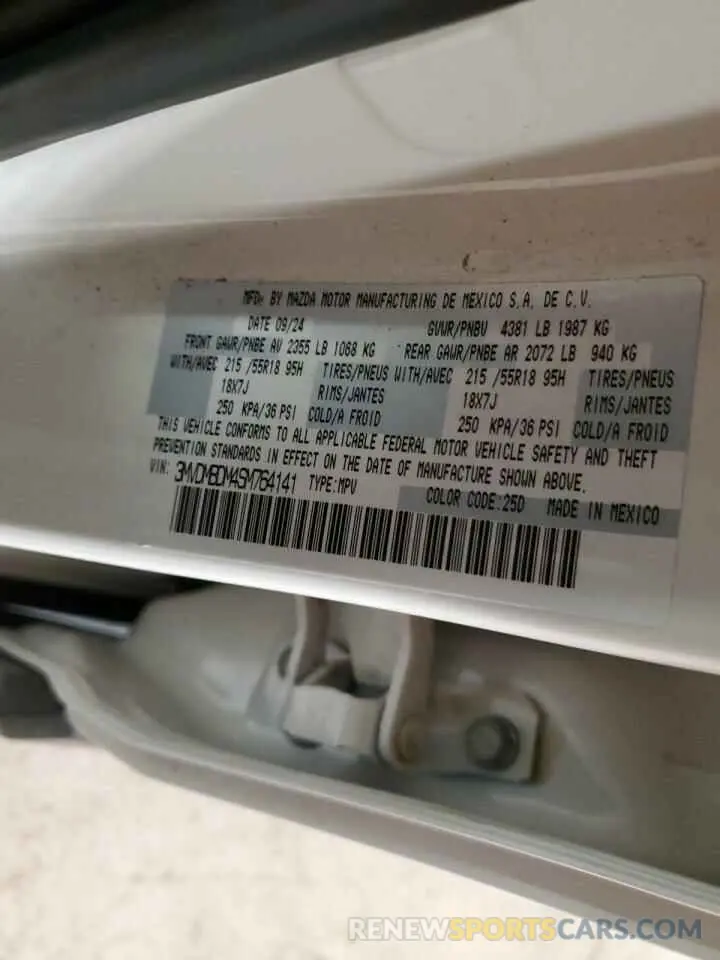 MFD. BY MAZDA MOTOR MANUFACTURING DE MEXICO S.A. DE C.V.
DATE 09/24 GVWR/PNBV 4381 LB 1987 KG
FRONT GAWR/PNBE AV 2355 LB 1068 KG REAR GAWR/PNBE AR 2072 LB 940 KG
WITH/AVEC 215 /55R18 95H TIRES/PNEUS WITH/AVEC 215 /55R18 95H TIRES/PNEUS
18X7J RIMS/JANTES 18X7J RIMS/JANTES
250 KPA/36 PSI COLD/A FROID 250 KPA/36 PSI COLD/A FROID
THIS VEHICLE CONFORMS TO ALL APPLICABLE FEDERAL MOTOR VEHICLE SAFETY AND THEFT
PREVENTION STANDARDS IN EFFECT ON THE DATE OF MANUFACTURE SHOWN ABOVE.
VIN: 3MVDMBDM4SM764141 TYPE:MPV
COLOR CODE:25D MADE IN MEXICO
RENEWSPORTSCARS.COM